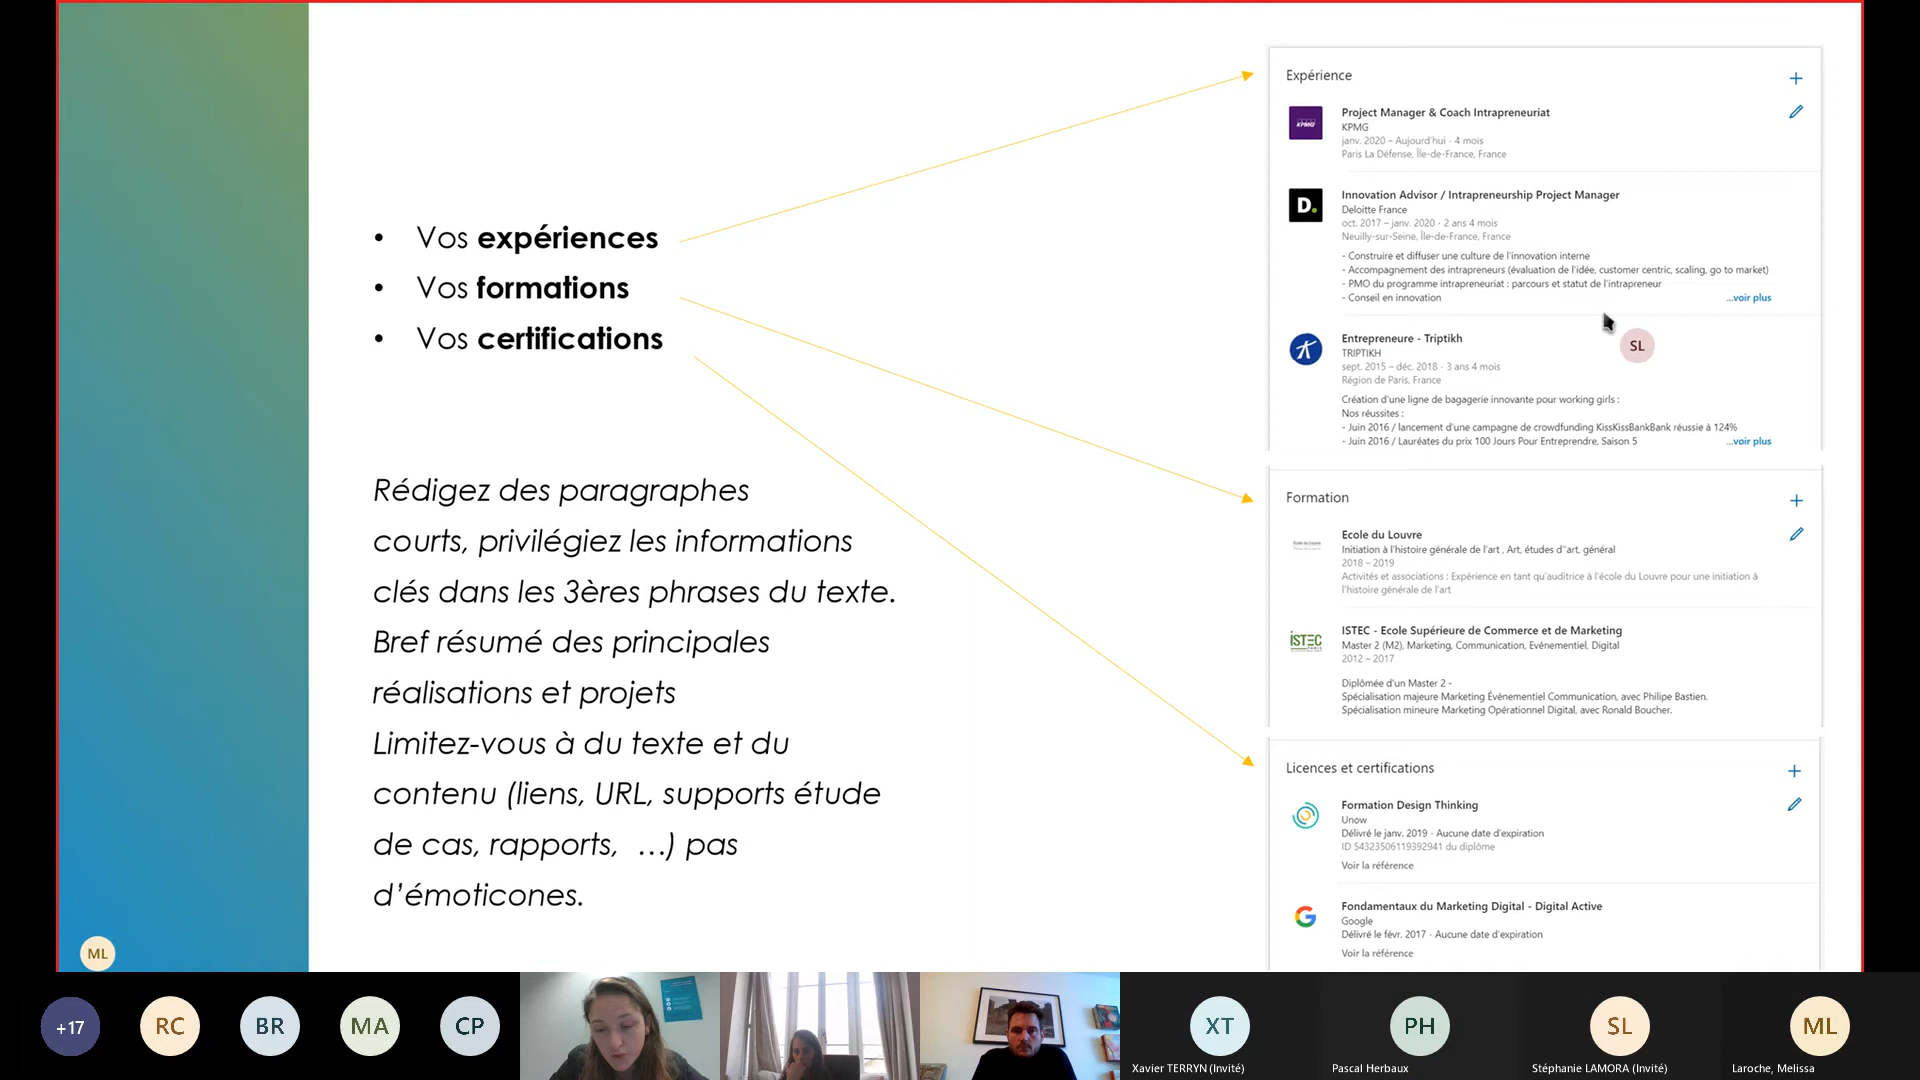 • Vos expériences
• Vos formations
• Vos certifications
Rédigez des paragraphes
courts, privilégiez les informations
clés dans les 3ères phrases du texte.
Bref résumé des principales
réalisations et projets
Limitez-vous à du texte et du
contenu (liens, URL, supports étude
de cas, rapports, …) pas
d’émoticones.
Expérience
KPMG
Project Manager & Coach Intrapreneuriat
KPMG
janv. 2020 – Aujourd'hui · 4 mois
Paris La Défense, Île-de-France, France
D.
Innovation Advisor / Intrapreneurship Project Manager
Deloitte France
oct. 2017 – janv. 2020 · 2 ans 4 mois
Neuilly-sur-Seine, Île-de-France, France
- Construire et diffuser une culture de l'innovation interne
- Accompagnement des intrapreneurs (évaluation de l'idée, customer centric, scaling, go to market)
- PMO du programme intrapreneuriat : parcours et statut de l'intrapreneur
- Conseil en innovation ...voir plus
Entrepreneure - Triptikh
SL
TRIPTIKH
sept. 2015 – déc. 2018 · 3 ans 4 mois
Région de Paris, France
Création d'une ligne de bagagerie innovante pour working girls :
Nos réussites :
- Juin 2016 / lancement d'une campagne de crowdfunding KissKissBankBank réussie à 124%
- Juin 2016 / Lauréates du prix 100 Jours Pour Entreprendre, Saison 5 ...voir plus
Formation
Ecole du Louvre
Initiation à l'histoire générale de l'art , Art, études d''art, général
2018 – 2019
Activités et associations : Expérience en tant qu'auditrice à l'école du Louvre pour une initiation à
l'histoire générale de l'art
ISTEC
PARIS
ISTEC - Ecole Supérieure de Commerce et de Marketing
Master 2 (M2), Marketing, Communication, Evénementiel, Digital
2012 – 2017
Diplômée d'un Master 2 -
Spécialisation majeure Marketing Évènementiel Communication, avec Philipe Bastien.
Spécialisation mineure Marketing Opérationnel Digital, avec Ronald Boucher.
Licences et certifications
Formation Design Thinking
Unow
Délivré le janv. 2019 · Aucune date d'expiration
ID 54323506119392941 du diplôme
Voir la référence
G
Fondamentaux du Marketing Digital - Digital Active
Google
Délivré le févr. 2017 · Aucune date d'expiration
Voir la référence
ML
+17
RC
BR
MA
CP
XT
Xavier TERRYN (Invité)
PH
Pascal Herbaux
SL
Stéphanie LAMORA (Invité)
ML
Laroche, Melissa